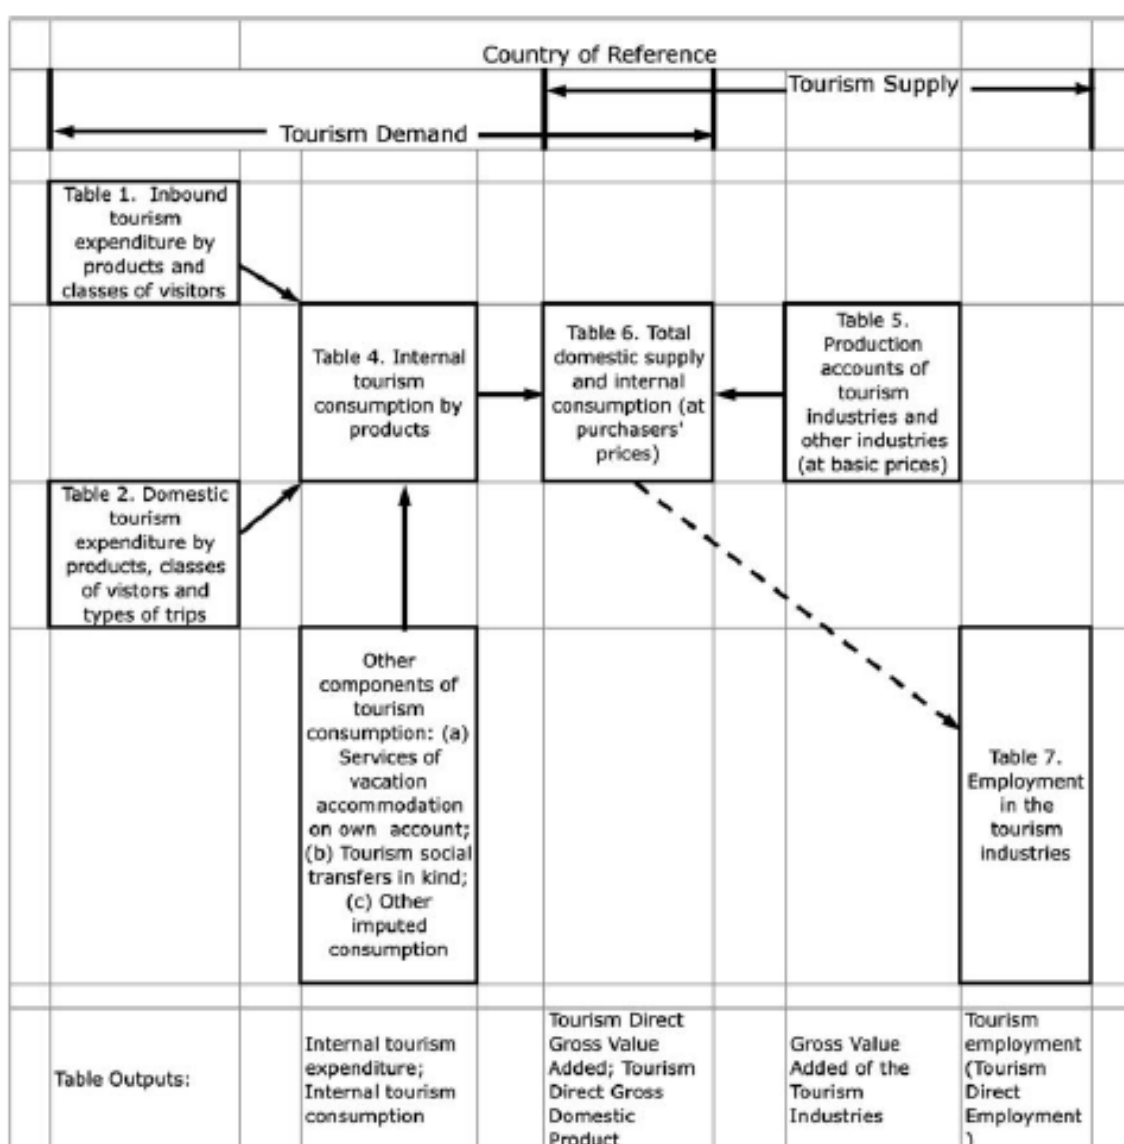 Country of Reference
Tourism Supply
Tourism Demand
Table 1.  Inbound
tourism
expenditure by
products and
classes of visitors
Table 4. Internal
tourism
consumption by
products
Table 6. Total
domestic supply
and internal
consumption (at
purchasers'
prices)
Table 5.
Production
accounts of
tourism
industries and
other industries
(at basic prices)
Table 2. Domestic
tourism
expenditure by
products, classes
of vistors and
types of trips
Other
components of
tourism
consumption: (a)
Services of
vacation
accommodation
on own  account;
(b) Tourism social
transfers in kind;
(c) Other
imputed
consumption
Table 7.
Employment
in the
tourism
industries
Table Outputs:
Internal tourism
expenditure;
Internal tourism
consumption
Tourism Direct
Gross Value
Added; Tourism
Direct Gross
Domestic
Product
Gross Value
Added of the
Tourism
Industries
Tourism
employment
(Tourism
Direct
Employment
)